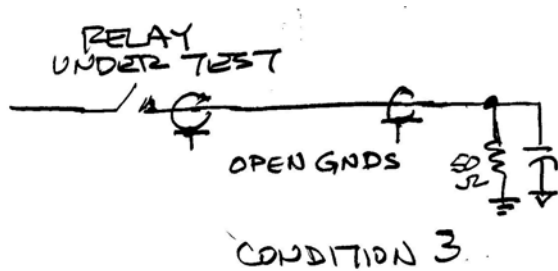 RELAY
UNDER TEST
OPEN GNDS
50
Ω
CONDITION 3